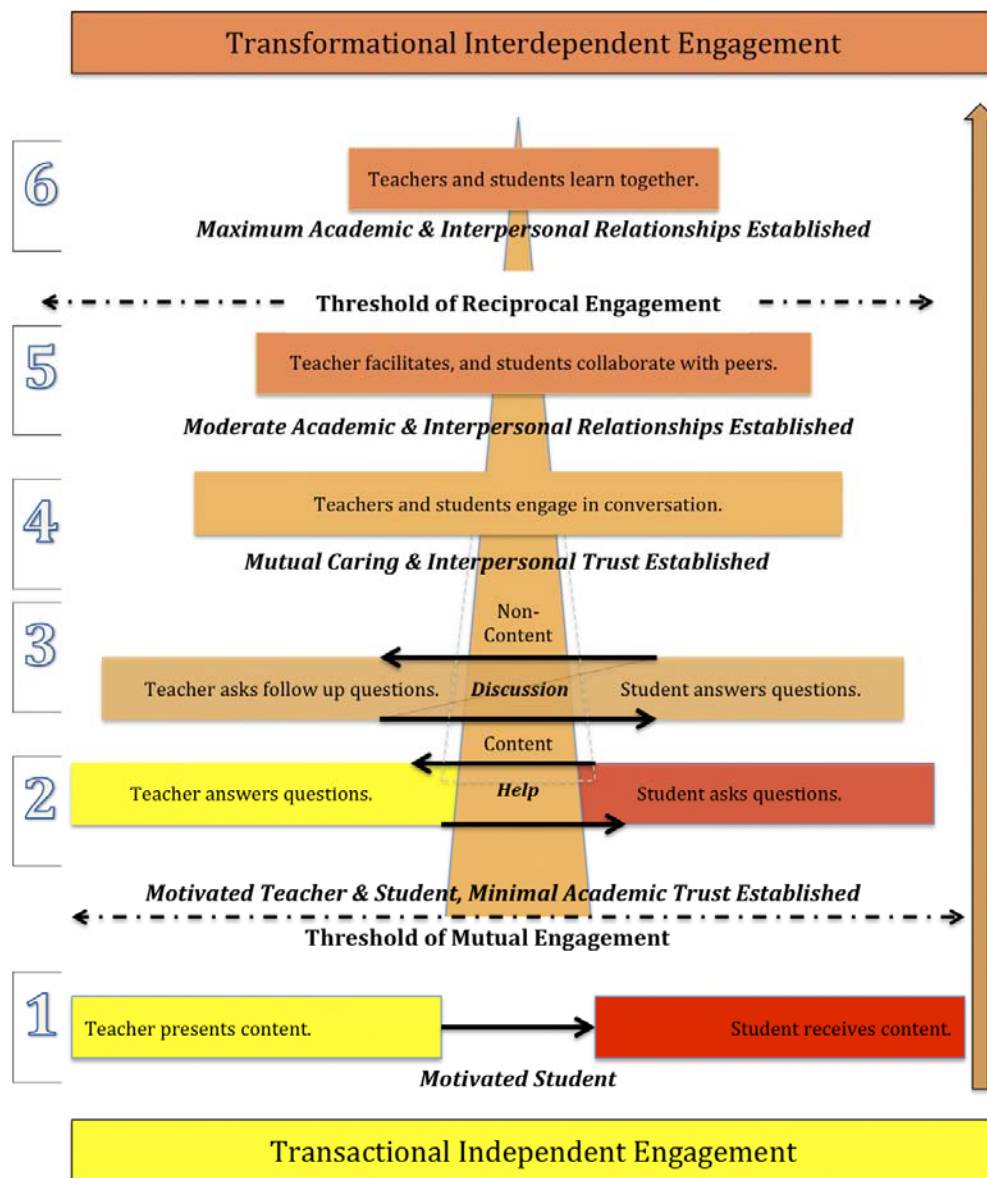 Transformational Interdependent Engagement
6
Teachers and students learn together.
Maximum Academic & Interpersonal Relationships Established
Threshold of Reciprocal Engagement
5
Teacher facilitates, and students collaborate with peers.
Moderate Academic & Interpersonal Relationships Established
4
Teachers and students engage in conversation.
Mutual Caring & Interpersonal Trust Established
3
Non-
Content
Teacher asks follow up questions.
Discussion
Student answers questions.
Content
2
Teacher answers questions.
Help
Student asks questions.
Motivated Teacher & Student, Minimal Academic Trust Established
Threshold of Mutual Engagement
1
Teacher presents content.
Student receives content.
Motivated Student
Transactional Independent Engagement